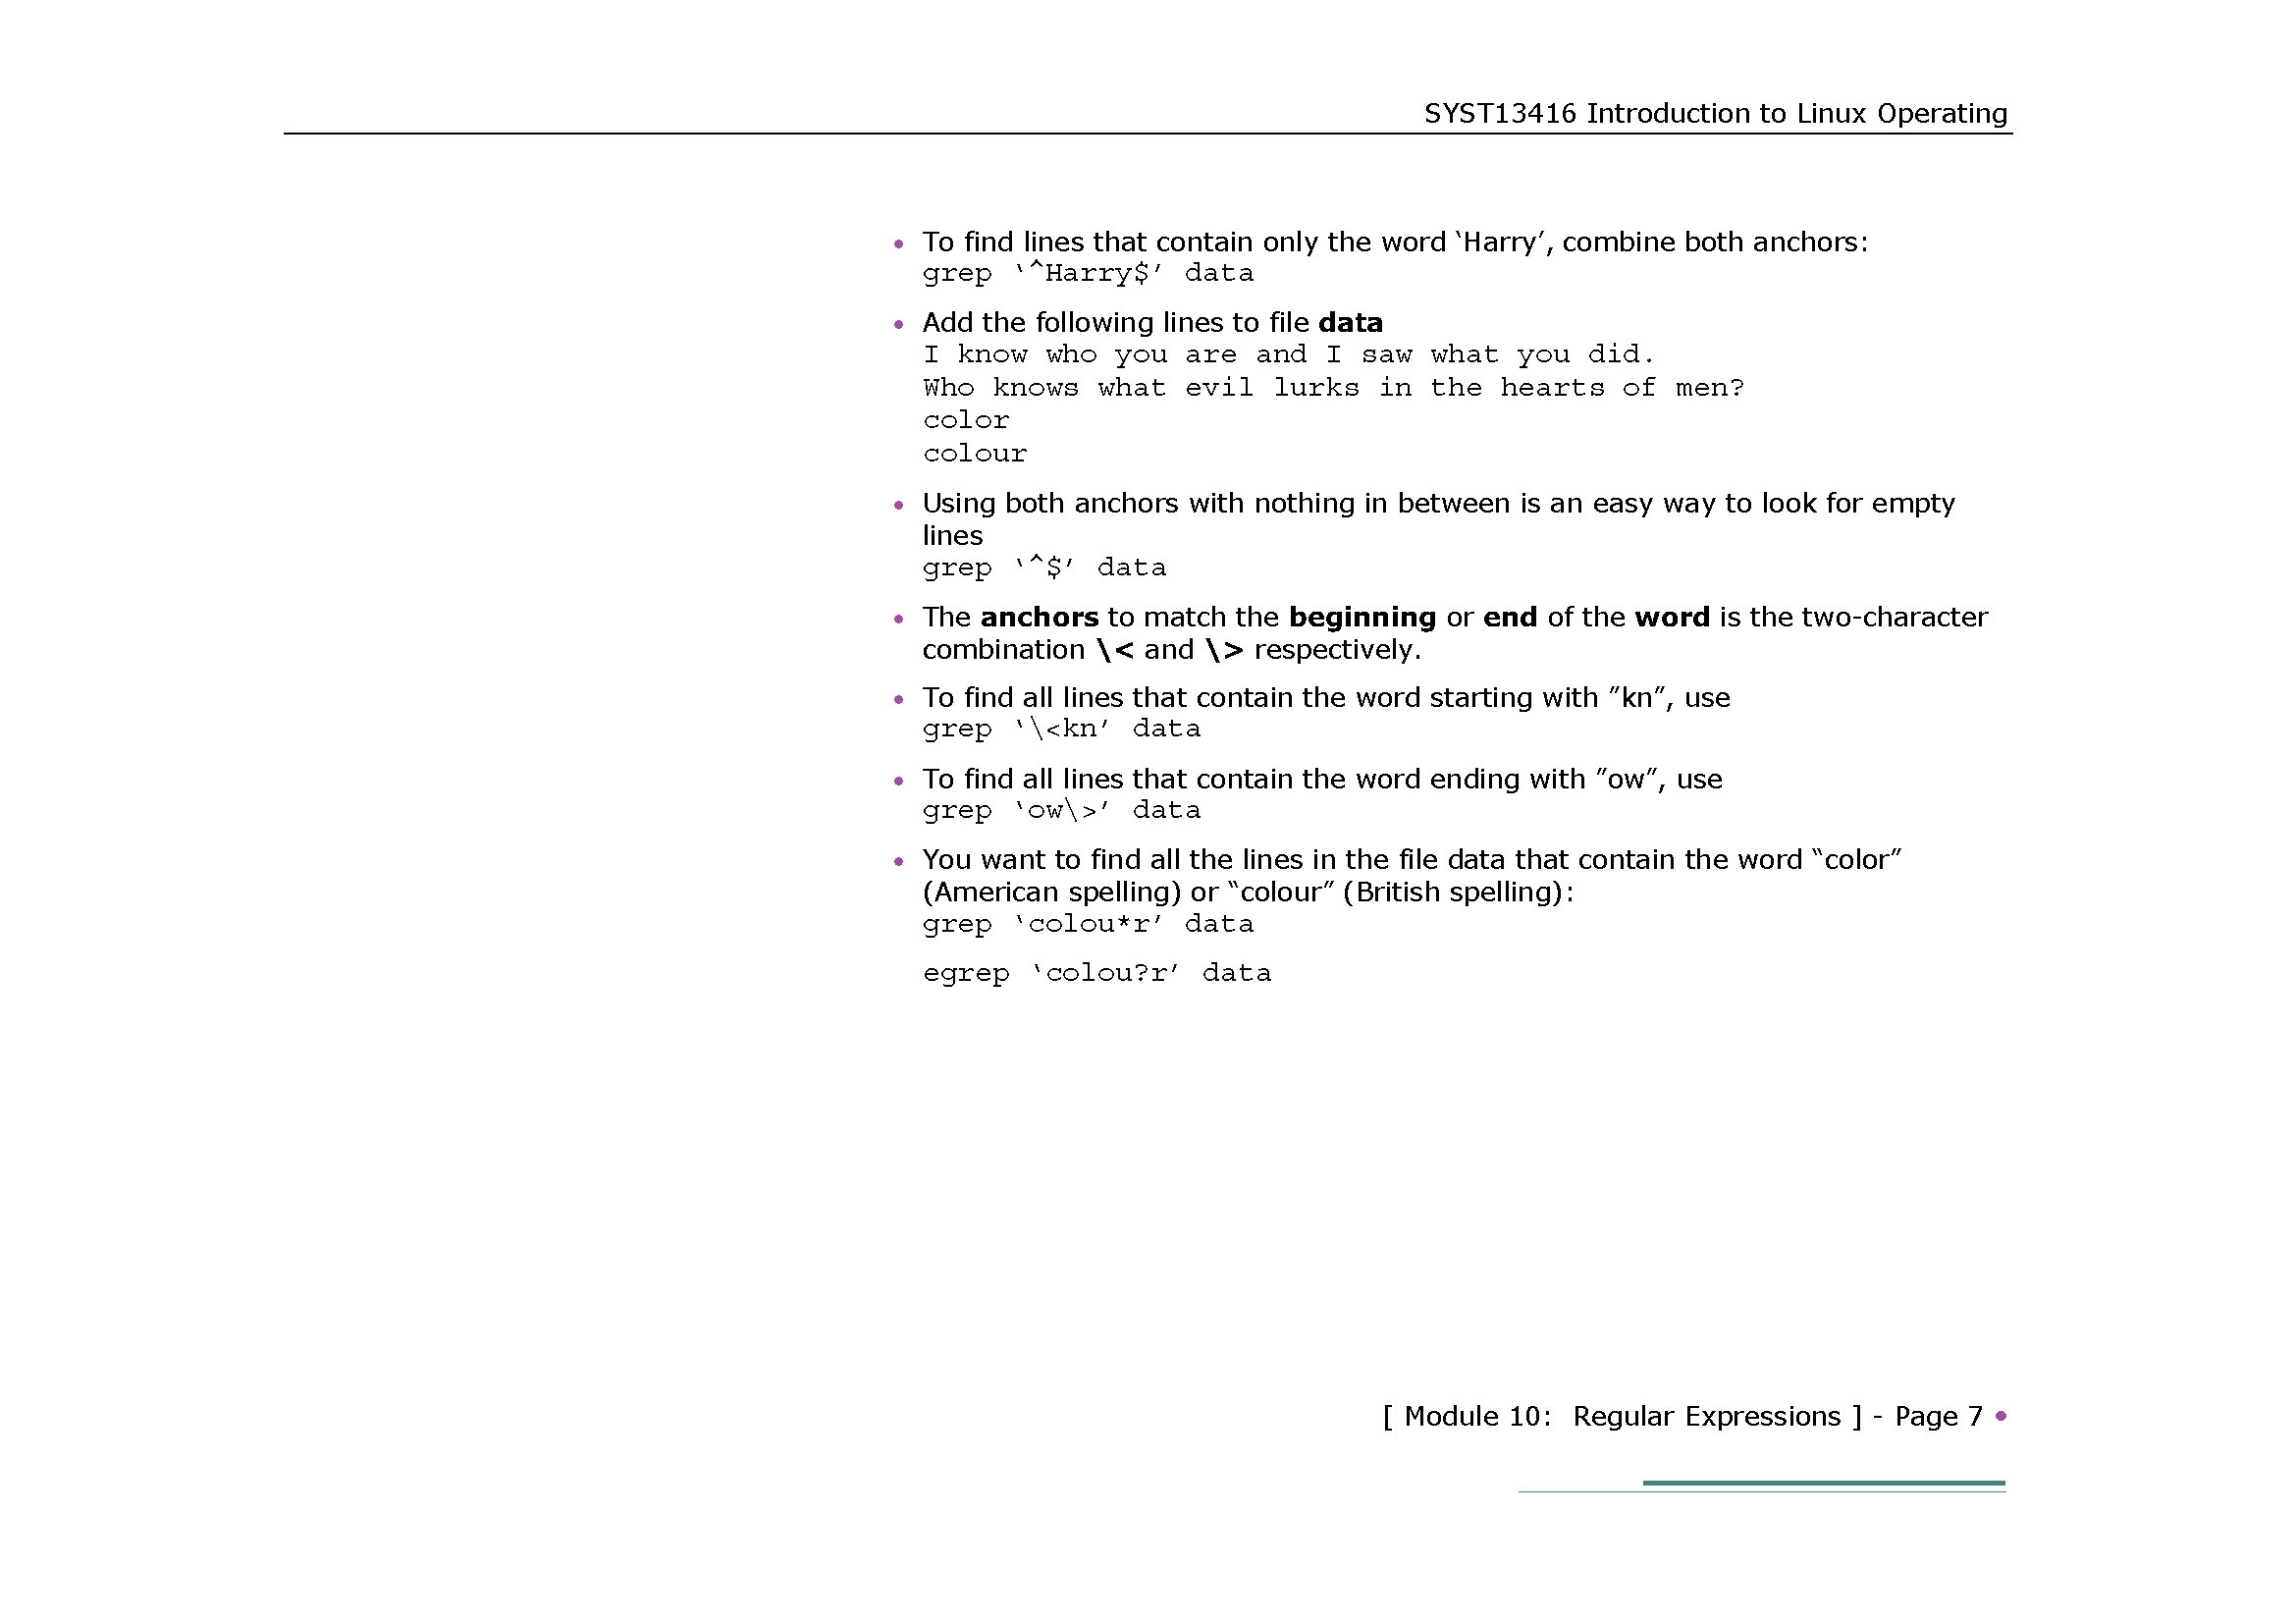 SYST13416 Introduction to Linux Operating
• To find lines that contain only the word ‘Harry’, combine both anchors:
grep ‘^Harry$’ data
• Add the following lines to file data
I know who you are and I saw what you did.
Who knows what evil lurks in the hearts of men?
color
colour
• Using both anchors with nothing in between is an easy way to look for empty
lines
grep ‘^$’ data
• The anchors to match the beginning or end of the word is the two-character
combination \< and \> respectively.
• To find all lines that contain the word starting with ”kn”, use
grep ‘\<kn’ data
• To find all lines that contain the word ending with ”ow”, use
grep ‘ow\>’ data
• You want to find all the lines in the file data that contain the word “color”
(American spelling) or “colour” (British spelling):
grep ‘colou*r’ data
egrep ‘colou?r’ data
[ Module 10:  Regular Expressions ] - Page 7 •